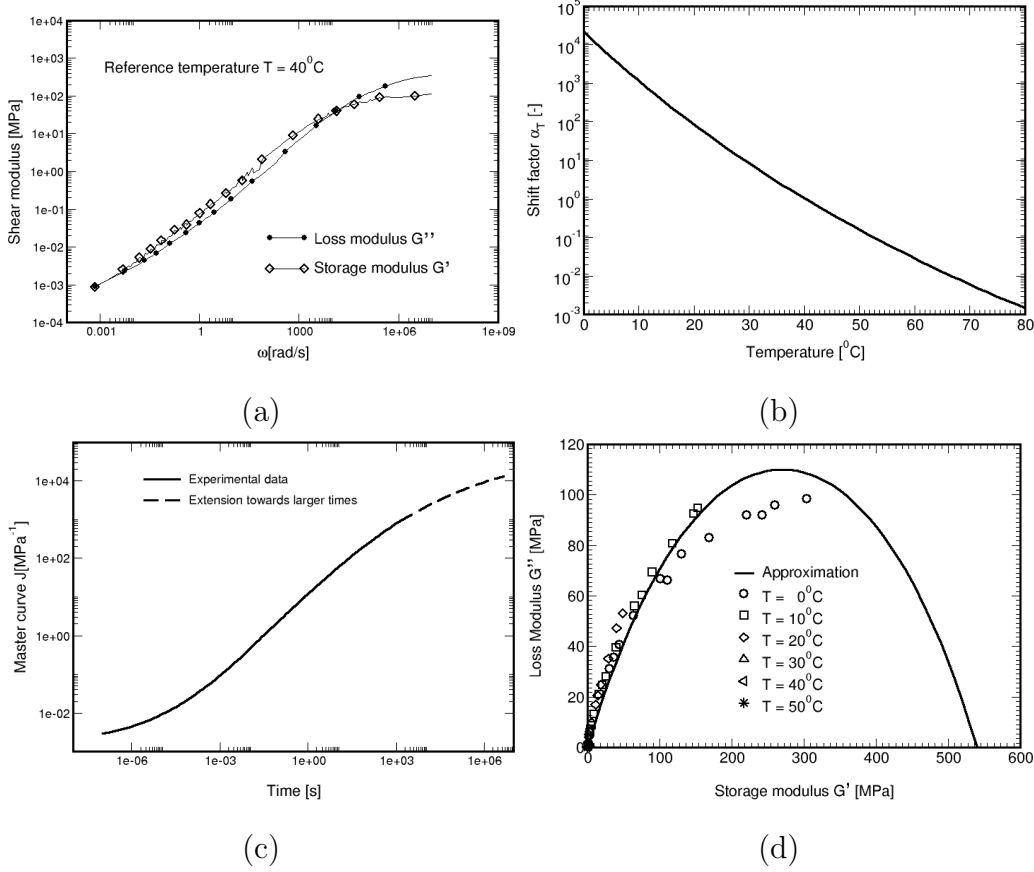 1e+04
1e+03
1e+02
1e+01
1e+00
1e-01
1e-02
1e-03
1e-04
Shear modulus [MPa]
Reference temperature T = 40⁰C
Loss modulus G''
Storage modulus G'
0.001 1 1000 1e+06 1e+09
ω[rad/s]
(a)
10⁵
10⁴
10³
10²
10¹
10⁰
10⁻¹
10⁻²
10⁻³
Shift factor α_T [-]
0 10 20 30 40 50 60 70 80
Temperature [⁰C]
(b)
1e+04
1e+02
1e+00
1e-02
Master curve J[MPa⁻¹]
Experimental data
Extension towards larger times
1e-06 1e-03 1e+00 1e+03 1e+06
Time [s]
(c)
120
100
80
60
40
20
0
Loss Modulus G'' [MPa]
Approximation
T = 0⁰C
T = 10⁰C
T = 20⁰C
T = 30⁰C
T = 40⁰C
T = 50⁰C
0 100 200 300 400 500 600
Storage modulus G' [MPa]
(d)